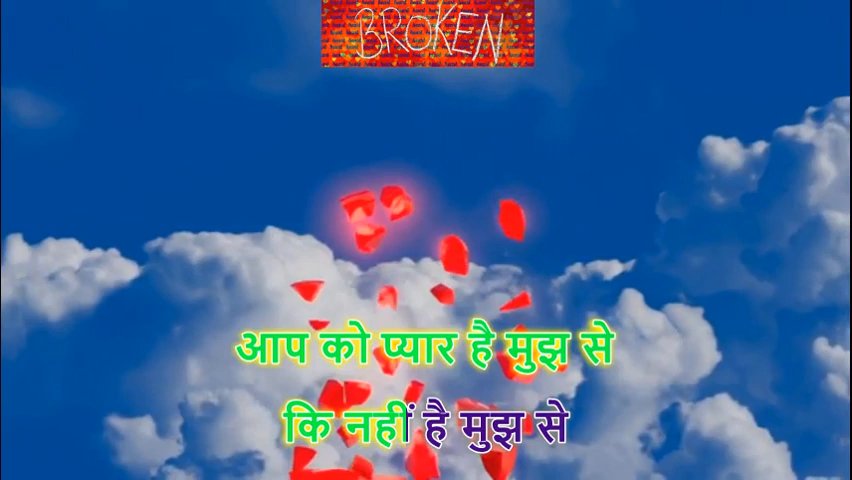 BROKEN
आप को प्यार है मुझ से
कि नहीं है मुझ से